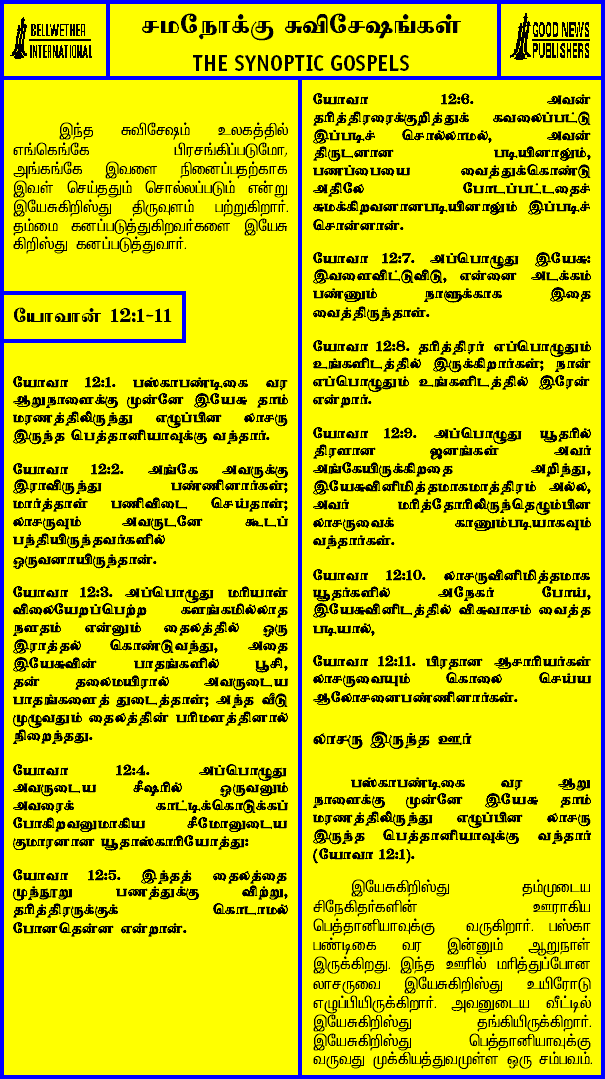 BELLWETHER
INTERNATIONAL
சமநோக்கு சுவிசேஷங்கள்
THE SYNOPTIC GOSPELS
GOOD NEWS
PUBLISHERS
இந்த சுவிசேஷம் உலகத்தில்
எங்கெங்கே பிரசங்கிப்படுமோ,
அங்கங்கே இவளை நினைப்பதற்காக
இவள் செய்ததும் சொல்லப்படும் என்று
இயேசுகிறிஸ்து திருவுளம் பற்றுகிறார்.
தம்மை கனப்படுத்துகிறவர்களை இயேசு
கிறிஸ்து கனப்படுத்துவார்.
யோவான் 12:1-11
யோவா 12:1. பஸ்காபண்டிகை வர
ஆறுநாளைக்கு முன்னே இயேசு தாம்
மரணத்திலிருந்து எழுப்பின லாசரு
இருந்த பெத்தானியாவுக்கு வந்தார்.
யோவா 12:2. அங்கே அவருக்கு
இராவிருந்து பண்ணினார்கள்;
மார்த்தாள் பணிவிடை செய்தாள்;
லாசருவும் அவருடனே கூடப்
பந்தியிருந்தவர்களில்
ஒருவனாயிருந்தான்.
யோவா 12:3. அப்பொழுது மரியாள்
விலையேறப்பெற்ற களங்கமில்லாத
நளதம் என்னும் தைலத்தில் ஒரு
இராத்தல் கொண்டுவந்து, அதை
இயேசுவின் பாதங்களில் பூசி,
தன் தலைமயிரால் அவருடைய
பாதங்களைத் துடைத்தாள்; அந்த வீடு
முழுவதும் தைலத்தின் பரிமளத்தினால்
நிறைந்தது.
யோவா 12:4. அப்பொழுது
அவருடைய சீஷரில் ஒருவனும்
அவரைக் காட்டிக்கொடுக்கப்
போகிறவனுமாகிய சீமோனுடைய
குமாரனான யூதாஸ்காரியோத்து:
யோவா 12:5. இந்தத் தைலத்தை
முந்நூறு பணத்துக்கு விற்று,
தரித்திரருக்குக் கொடாமல்
போனதென்ன என்றான்.
யோவா 12:6. அவன்
தரித்திரரைக்குறித்துக் கவலைப்பட்டு
இப்படிச் சொல்லாமல், அவன்
திருடனான படியினாலும்,
பணப்பையை வைத்துக்கொண்டு
அதிலே போடப்பட்டதைச்
சுமக்கிறவனானபடியினாலும் இப்படிச்
சொன்னான்.
யோவா 12:7. அப்பொழுது இயேசு:
இவளைவிட்டுவிடு, என்னை அடக்கம்
பண்ணும் நாளுக்காக இதை
வைத்திருந்தாள்.
யோவா 12:8. தரித்திரர் எப்பொழுதும்
உங்களிடத்தில் இருக்கிறார்கள்; நான்
எப்பொழுதும் உங்களிடத்தில் இரேன்
என்றார்.
யோவா 12:9. அப்பொழுது யூதரில்
திரளான ஜனங்கள் அவர்
அங்கேயிருக்கிறதை அறிந்து,
இயேசுவினிமித்தமாகமாத்திரம் அல்ல,
அவர் மரித்தோரிலிருந்தெழும்பின
லாசருவைக் காணும்படியாகவும்
வந்தார்கள்.
யோவா 12:10. லாசருவினிமித்தமாக
யூதர்களில் அநேகர் போய்,
இயேசுவினிடத்தில் விசுவாசம் வைத்த
படியால்,
யோவா 12:11. பிரதான ஆசாரியர்கள்
லாசருவையும் கொலை செய்ய
ஆலோசனைபண்ணினார்கள்.
லாசரு இருந்த ஊர்
பஸ்காபண்டிகை வர ஆறு
நாளைக்கு முன்னே இயேசு தாம்
மரணத்திலிருந்து எழுப்பின லாசரு
இருந்த பெத்தானியாவுக்கு வந்தார்
(யோவா 12:1).
இயேசுகிறிஸ்து தம்முடைய
சிநேகிதர்களின் ஊராகிய
பெத்தானியாவுக்கு வருகிறார். பஸ்கா
பண்டிகை வர இன்னும் ஆறுநாள்
இருக்கிறது. இந்த ஊரில் மரித்துப்போன
லாசருவை இயேசுகிறிஸ்து உயிரோடு
எழுப்பியிருக்கிறார். அவனுடைய வீட்டில்
இயேசுகிறிஸ்து தங்கியிருக்கிறார்.
இயேசுகிறிஸ்து பெத்தானியாவுக்கு
வருவது முக்கியத்துவமுள்ள ஒரு சம்பவம்.